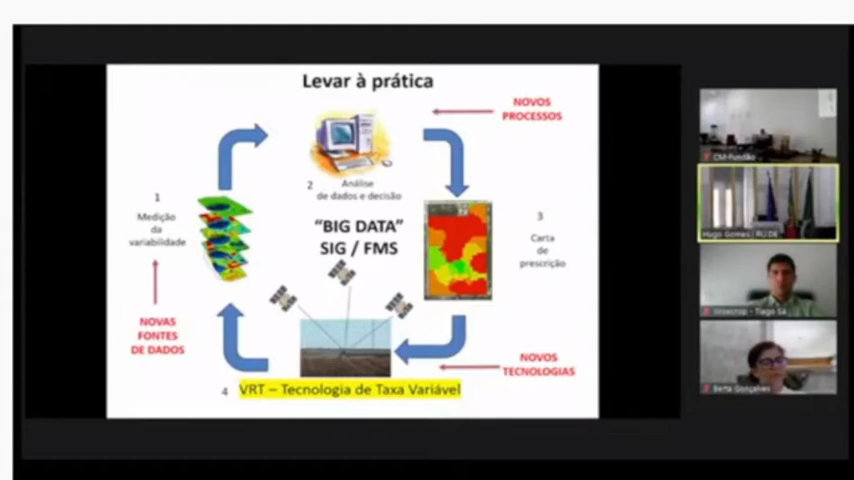 Levar à prática
NOVOS
PROCESSOS
1
Medição
da
variabilidade
2
Análise
de dados e decisão
"BIG DATA"
SIG / FMS
3
Carta
de
prescrição
NOVAS
FONTES
DE DADOS
NOVOS
TECNOLOGIAS
4
VRT – Tecnologia de Taxa Variável
CM-Fundão
Hugo Gomes |
- Tiago Sá
Berta Gonçalves